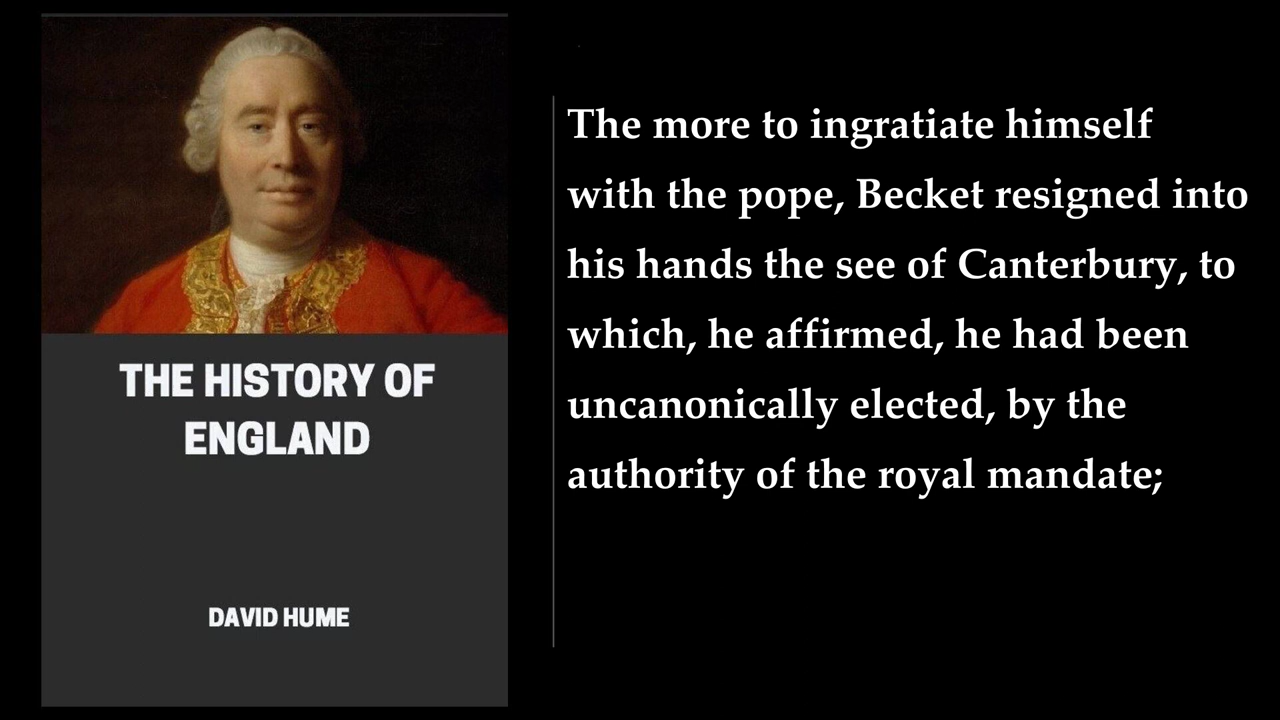 THE HISTORY OF
ENGLAND
DAVID HUME
The more to ingratiate himself
with the pope, Becket resigned into
his hands the see of Canterbury, to
which, he affirmed, he had been
uncanonically elected, by the
authority of the royal mandate;